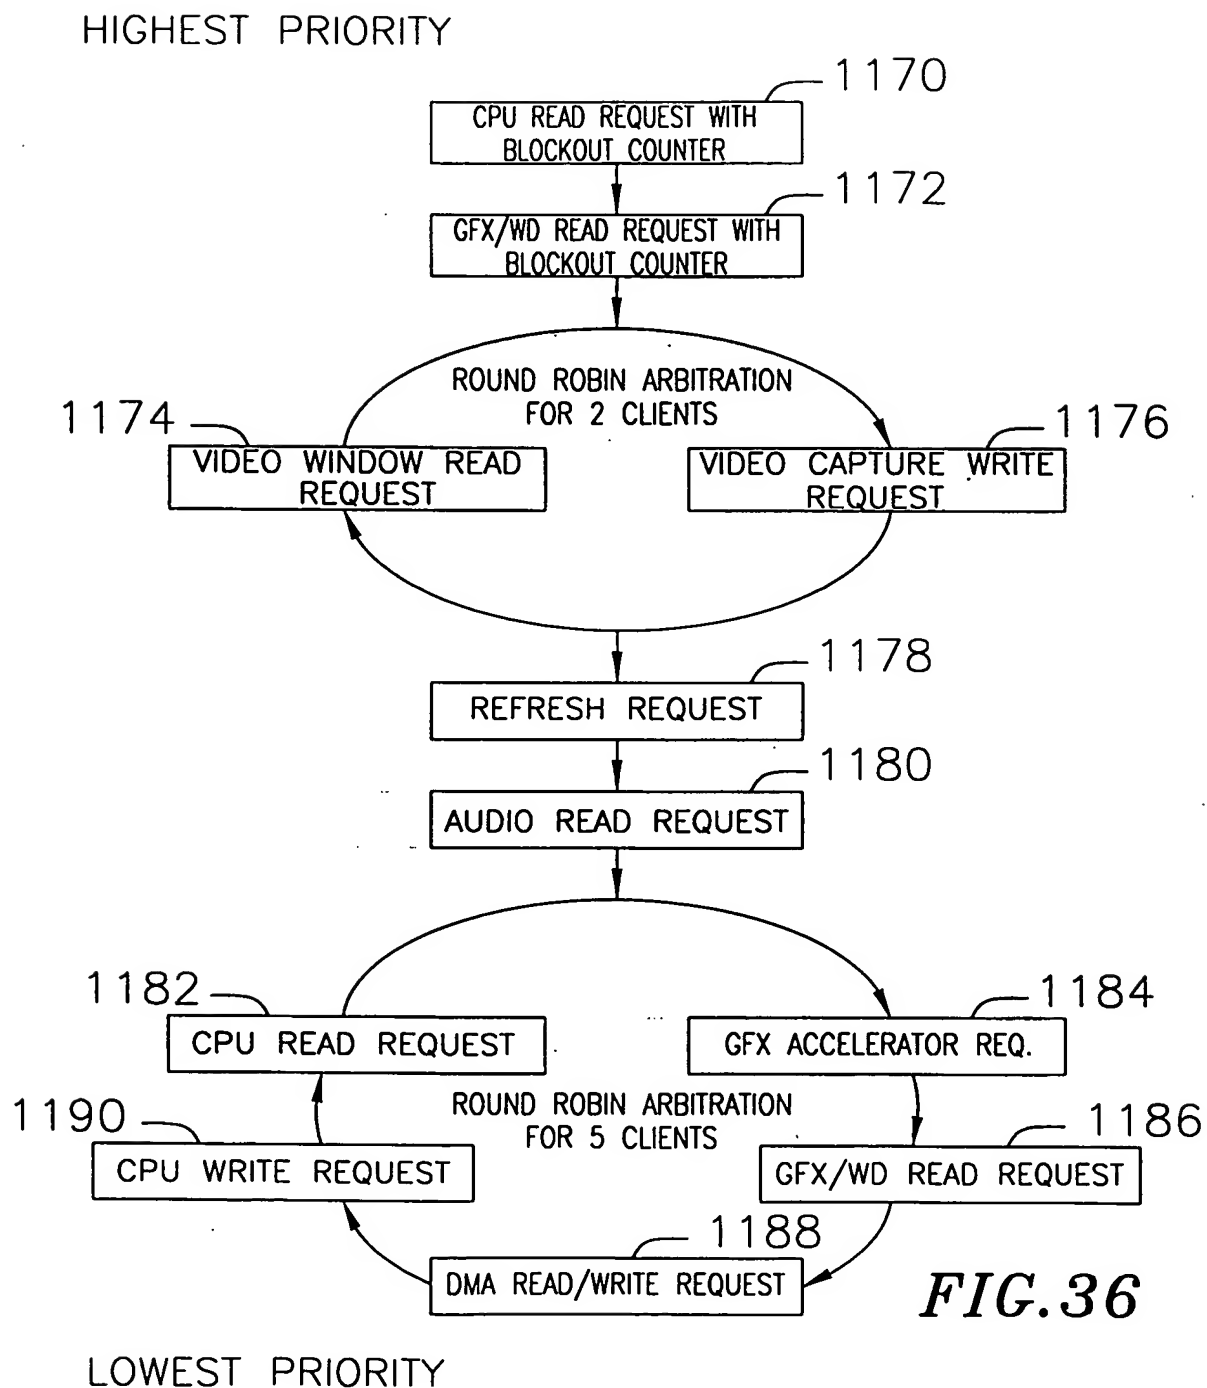 HIGHEST PRIORITY
1170
CPU READ REQUEST WITH
BLOCKOUT COUNTER
1172
GFX/WD READ REQUEST WITH
BLOCKOUT COUNTER
ROUND ROBIN ARBITRATION
FOR 2 CLIENTS
1174
VIDEO WINDOW READ
REQUEST
1176
VIDEO CAPTURE WRITE
REQUEST
1178
REFRESH REQUEST
1180
AUDIO READ REQUEST
1182
CPU READ REQUEST
1184
GFX ACCELERATOR REQ.
ROUND ROBIN ARBITRATION
FOR 5 CLIENTS
1190
CPU WRITE REQUEST
1186
GFX/WD READ REQUEST
1188
DMA READ/WRITE REQUEST
FIG.36
LOWEST PRIORITY